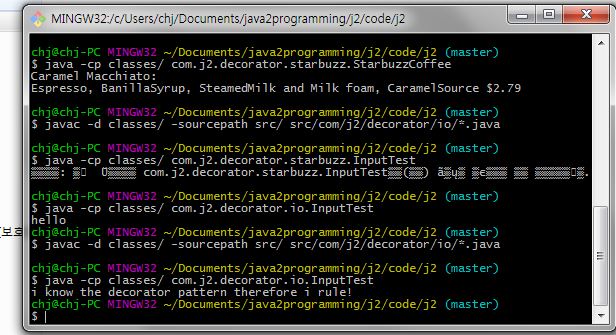 MINGW32:/c/Users/chj/Documents/java2programming/j2/code/j2
chj@chj-PC MINGW32 ~/Documents/java2programming/j2/code/j2 (master)
$ java -cp classes/ com.j2.decorator.starbuzz.StarbuzzCoffee
Caramel Macchiato:
Espresso, BanillaSyrup, SteamedMilk and Milk foam, CaramelSource $2.79
chj@chj-PC MINGW32 ~/Documents/java2programming/j2/code/j2 (master)
$ javac -d classes/ -sourcepath src/ src/com/j2/decorator/io/*.java
chj@chj-PC MINGW32 ~/Documents/java2programming/j2/code/j2 (master)
$ java -cp classes/ com.j2.decorator.starbuzz.InputTest
com.j2.decorator.starbuzz.InputTest
chj@chj-PC MINGW32 ~/Documents/java2programming/j2/code/j2 (master)
$ java -cp classes/ com.j2.decorator.io.InputTest
hello
chj@chj-PC MINGW32 ~/Documents/java2programming/j2/code/j2 (master)
$ javac -d classes/ -sourcepath src/ src/com/j2/decorator/io/*.java
chj@chj-PC MINGW32 ~/Documents/java2programming/j2/code/j2 (master)
$ java -cp classes/ com.j2.decorator.io.InputTest
i know the decorator pattern therefore i rule!
chj@chj-PC MINGW32 ~/Documents/java2programming/j2/code/j2 (master)
$